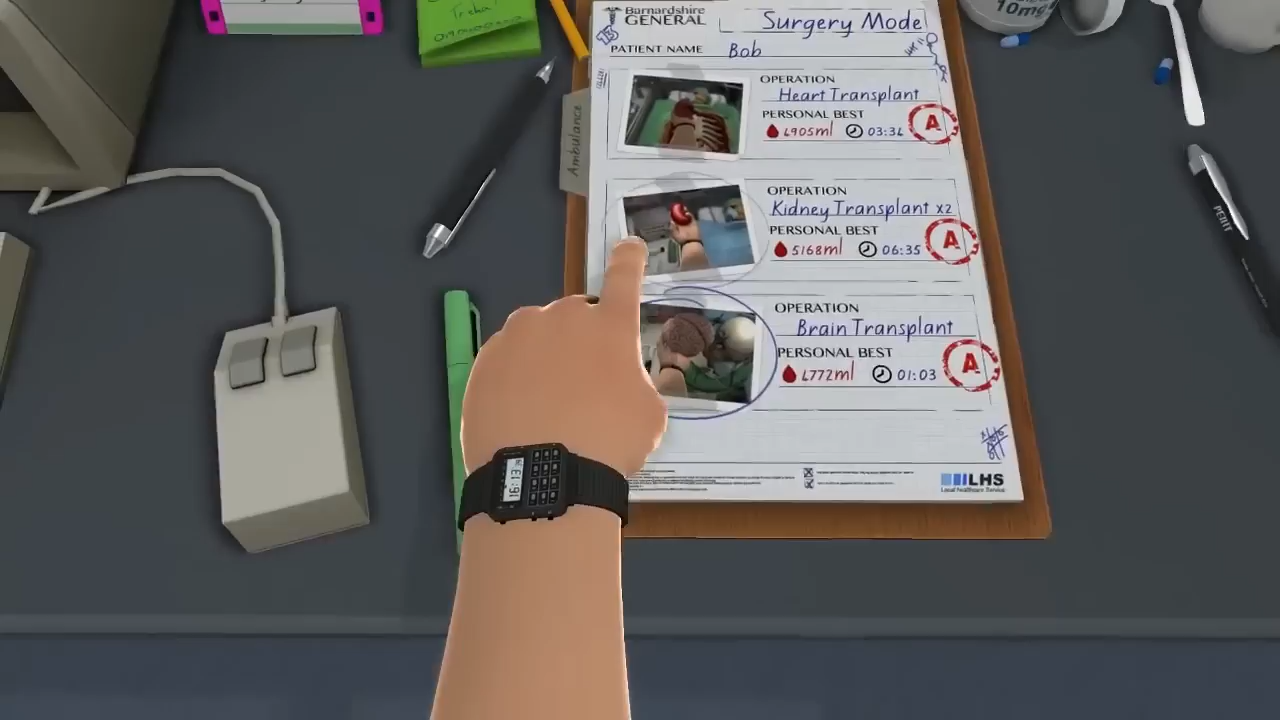 Treha!
10mg
Barnardshire
GENERAL
Surgery Mode
PATIENT NAME Bob
Ambulance
OPERATION
Heart Transplant
PERSONAL BEST
4905ml 03:36
A
OPERATION
Kidney Transplant x2
PERSONAL BEST
5168ml 06:35
A
OPERATION
Brain Transplant
PERSONAL BEST
4772ml 01:03
A
LHS
Local Healthcare Service
16:13